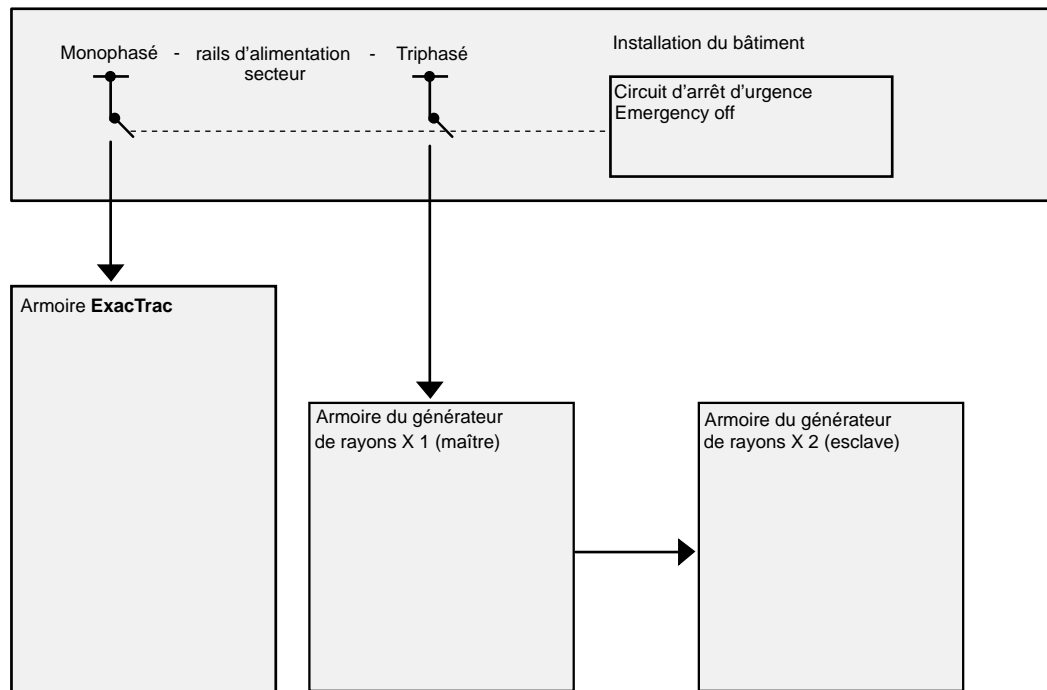 Monophasé - rails d'alimentation - Triphasé
secteur
Installation du bâtiment
Circuit d'arrêt d'urgence
Emergency off
Armoire ExacTrac
Armoire du générateur
de rayons X 1 (maître)
Armoire du générateur
de rayons X 2 (esclave)